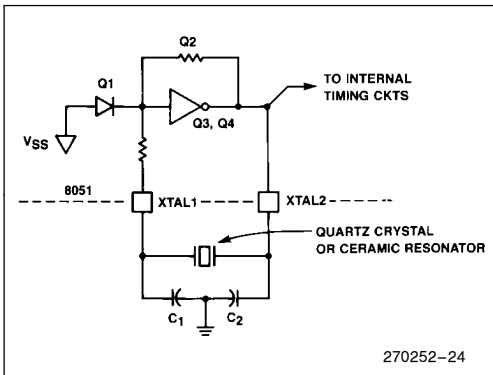 Q2
Q1
TO INTERNAL
TIMING CKTS
Q3, Q4
VSS
8051
XTAL1
XTAL2
QUARTZ CRYSTAL
OR CERAMIC RESONATOR
C1
C2
270252–24